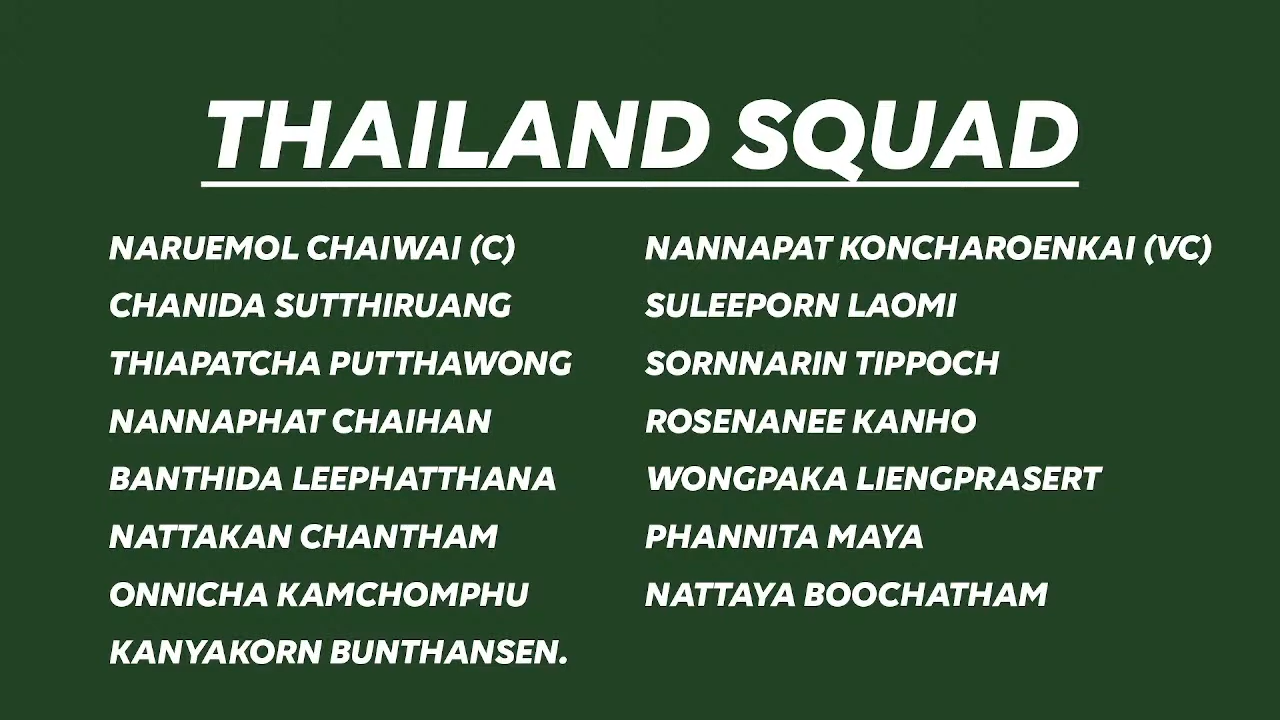 THAILAND SQUAD
NARUEMOL CHAIWAI (C)
CHANIDA SUTTHIRUANG
THIAPATCHA PUTTHAWONG
NANNAPHAT CHAIHAN
BANTHIDA LEEPHATTHANA
NATTAKAN CHANTHAM
ONNICHA KAMCHOMPHU
KANYAKORN BUNTHANSEN.
NANNAPAT KONCHAROENKAI (VC)
SULEEPORN LAOMI
SORNNARIN TIPPOCH
ROSENANEE KANHO
WONGPAKA LIENGPRASERT
PHANNITA MAYA
NATTAYA BOOCHATHAM